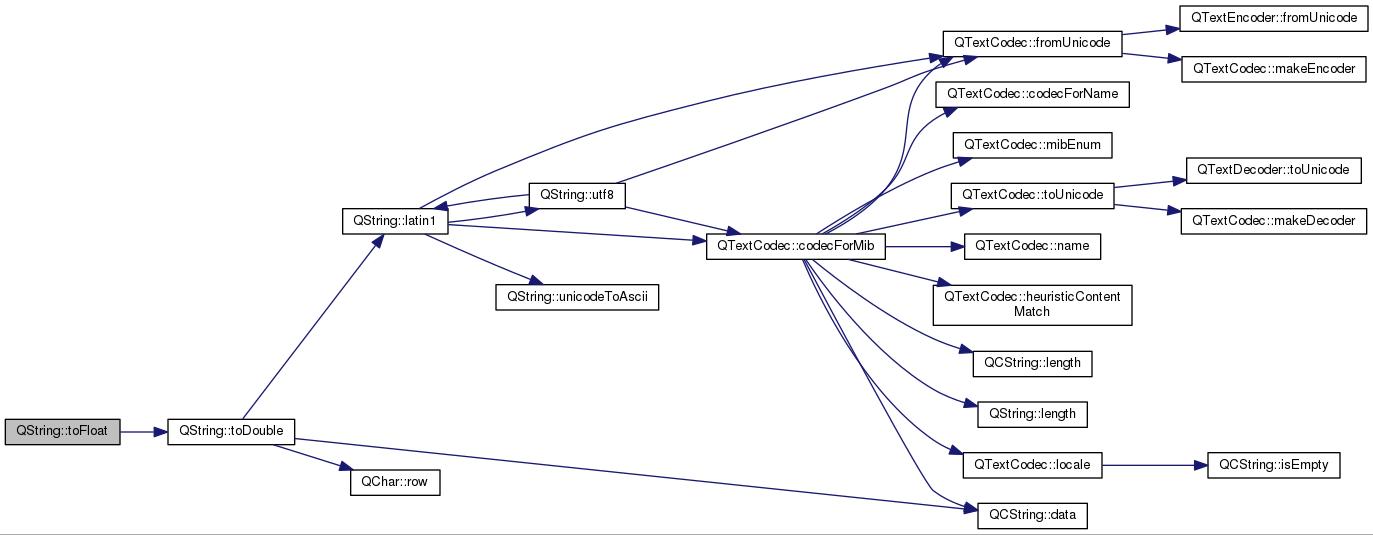 QTextEncoder::fromUnicode
QTextCodec::fromUnicode
QTextCodec::makeEncoder
QTextCodec::codecForName
QTextCodec::mibEnum
QTextDecoder::toUnicode
QString::utf8
QTextCodec::toUnicode
QString::latin1
QTextCodec::makeDecoder
QTextCodec::codecForMib
QTextCodec::name
QString::unicodeToAscii
QTextCodec::heuristicContent
Match
QCString::length
QString::length
QString::toFloat
QString::toDouble
QTextCodec::locale
QCString::isEmpty
QChar::row
QCString::data